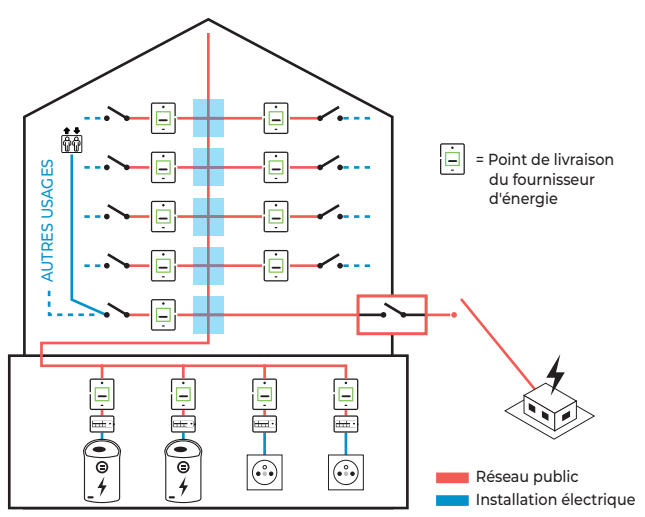 AUTRES USAGES
= Point de livraison
du fournisseur
d'énergie
Réseau public
Installation électrique